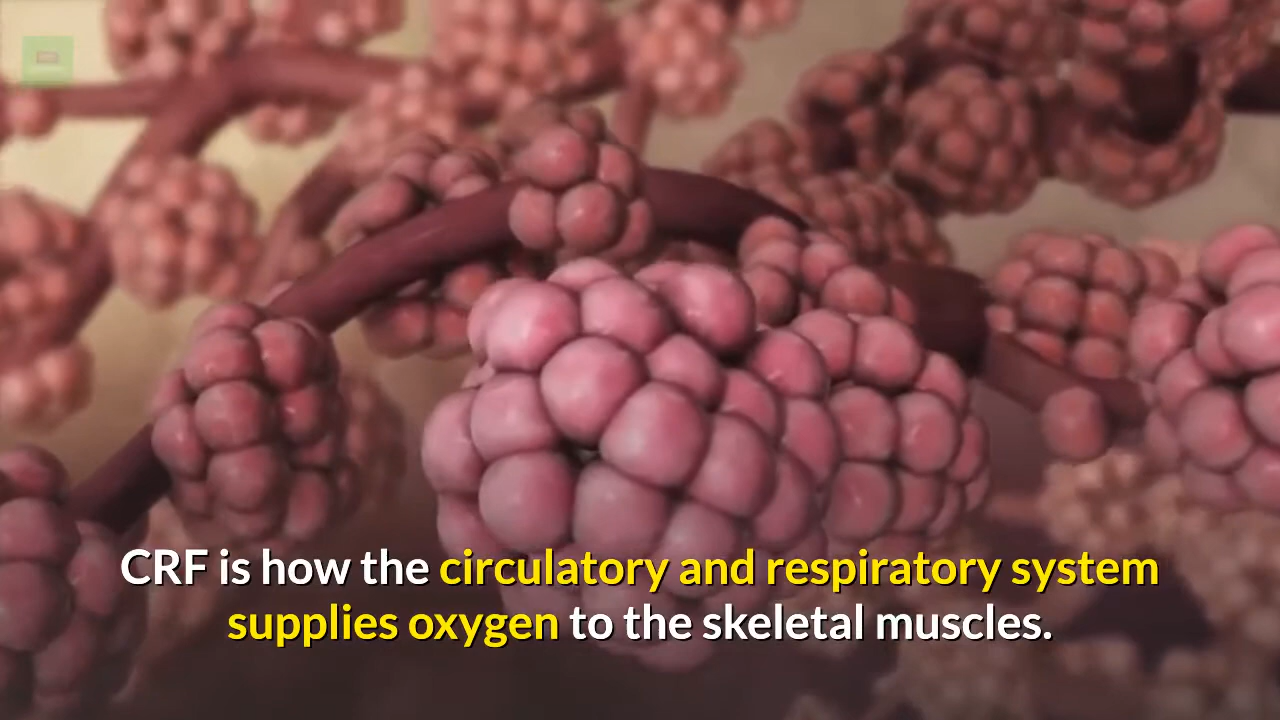 CRF is how the circulatory and respiratory system
supplies oxygen to the skeletal muscles.